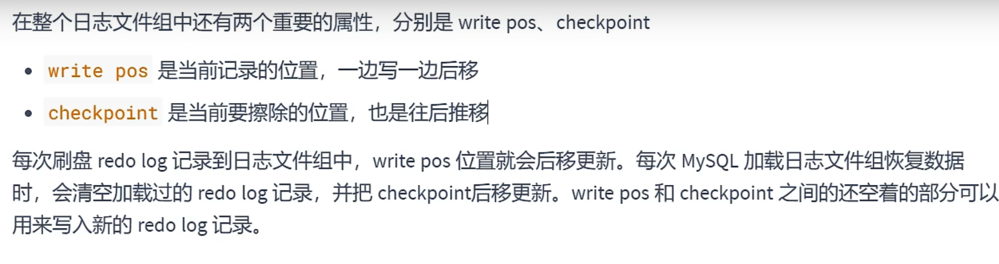 在整个日志文件组中还有两个重要的属性，分别是 write pos、checkpoint
write pos 是当前记录的位置，一边写一边后移
checkpoint 是当前要擦除的位置，也是往后推移
每次刷盘 redo log 记录到日志文件组中，write pos 位置就会后移更新。每次 MySQL 加载日志文件组恢复数据
时，会清空加载过的 redo log 记录，并把 checkpoint后移更新。write pos 和 checkpoint 之间的还空着的部分可以
用来写入新的 redo log 记录。